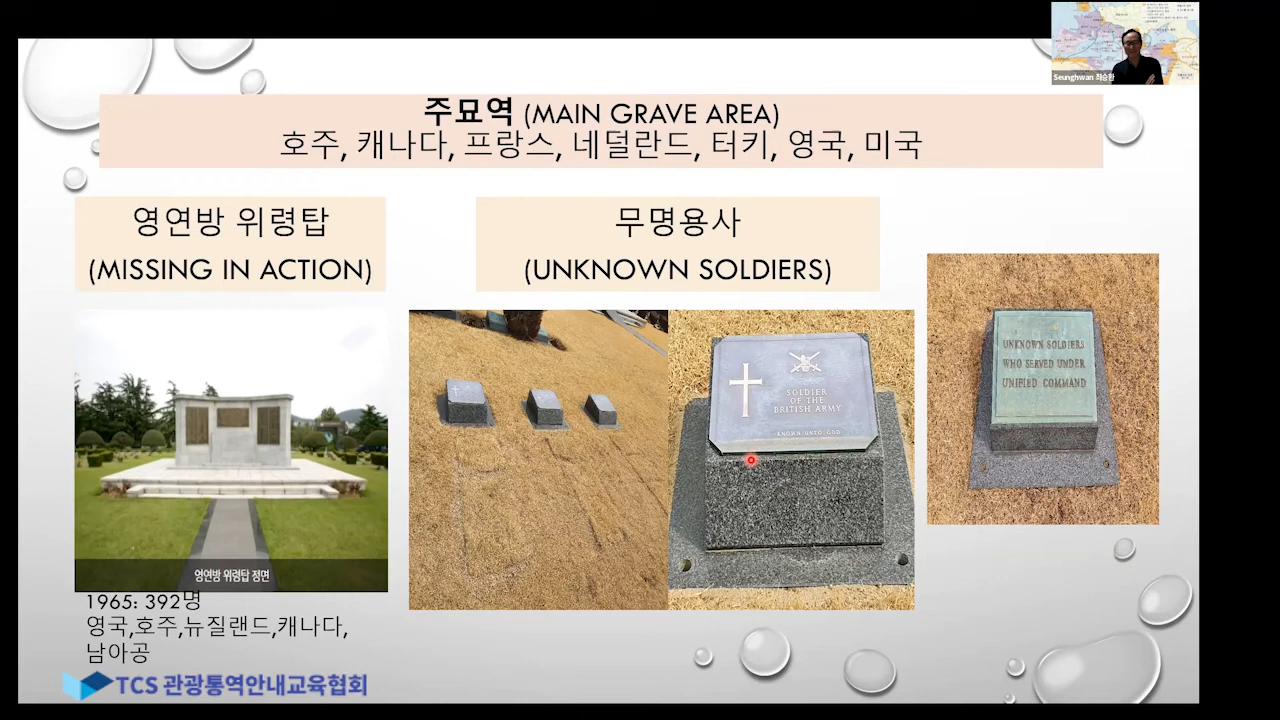 Seunghwan 최승환
주묘역 (MAIN GRAVE AREA)
호주, 캐나다, 프랑스, 네덜란드, 터키, 영국, 미국
영연방 위령탑
(MISSING IN ACTION)
무명용사
(UNKNOWN SOLDIERS)
SOLDIER
OF THE
BRITISH ARMY
KNOWN UNTO GOD
UNKNOWN SOLDIERS
WHO SERVED UNDER
UNIFIED COMMAND
영연방 위령탑 정면
1965: 392명
영국,호주,뉴질랜드,캐나다,
남아공
TCS 관광통역안내교육협회